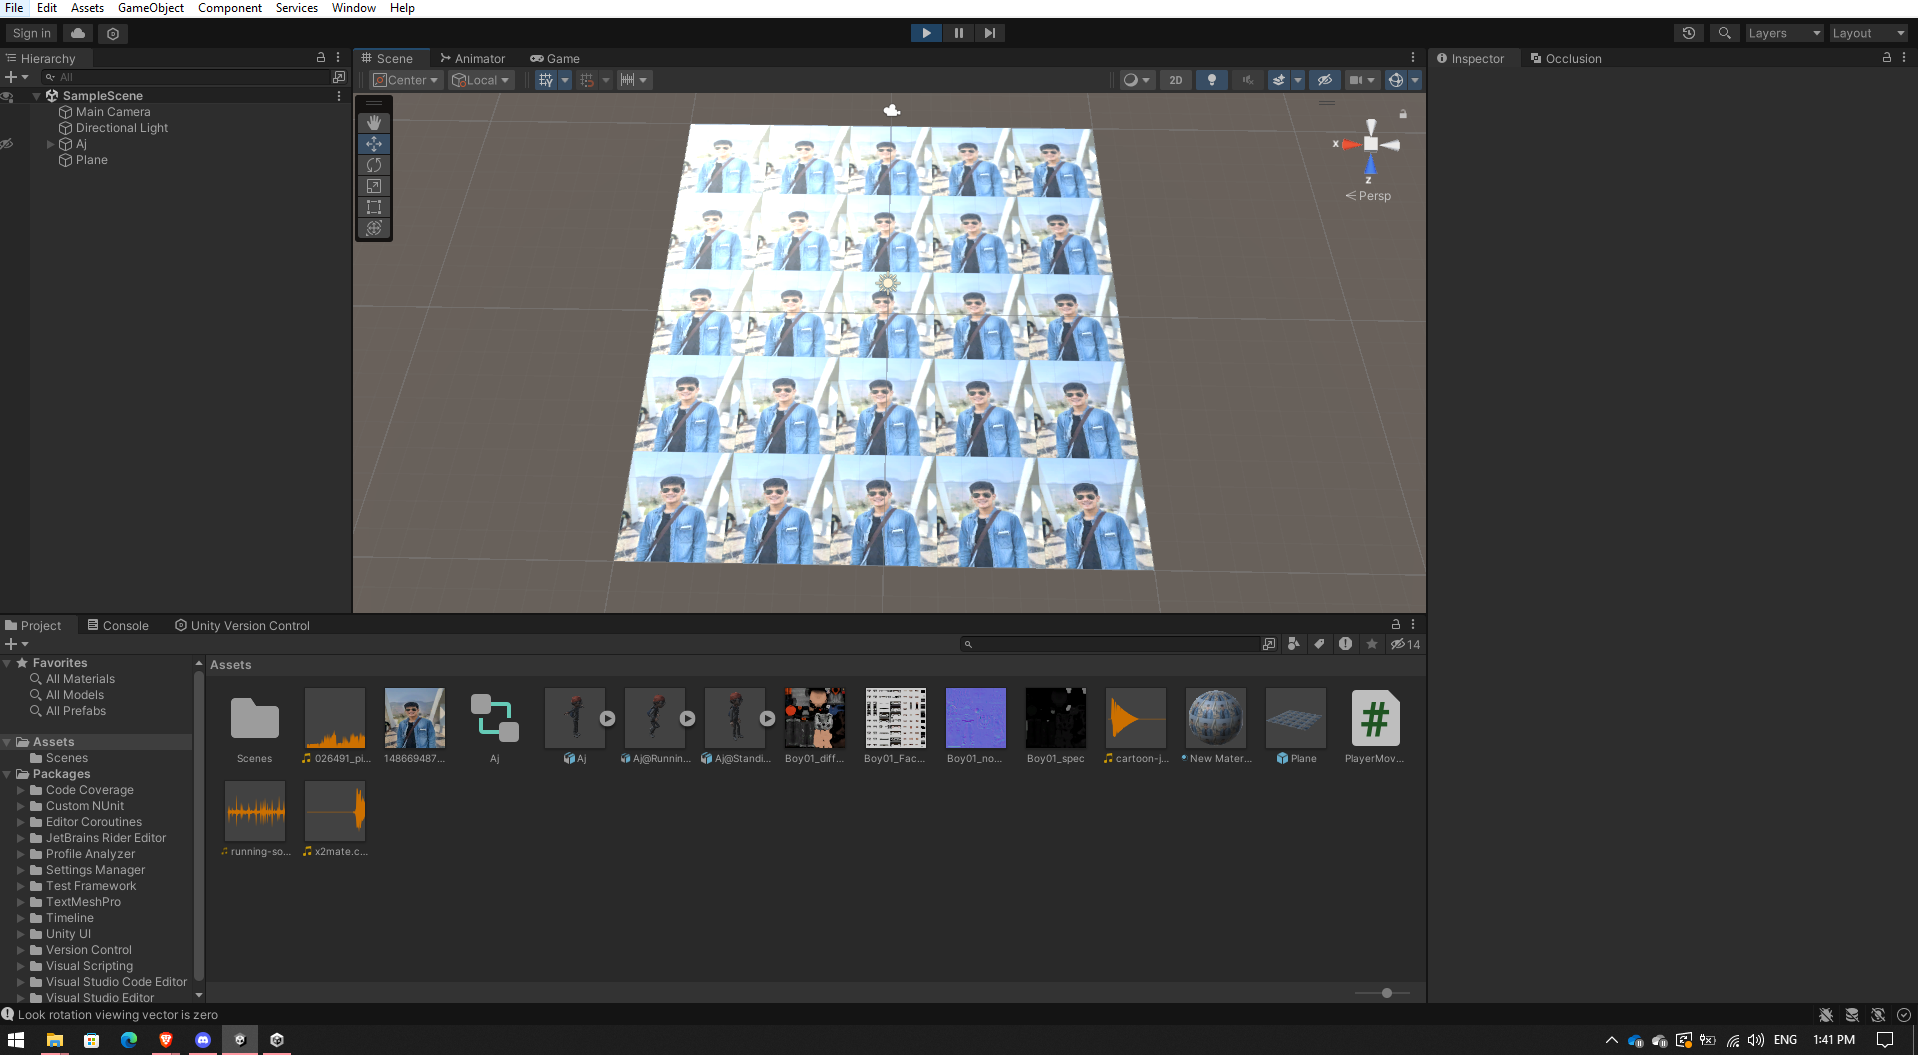 File Edit Assets GameObject Component Services Window Help
Sign in
Layers Layout
Hierarchy
All
SampleScene
Main Camera
Directional Light
Aj
Plane
Scene Animator Game
Center Local 2D
x
z
Persp
Inspector Occlusion
Project Console Unity Version Control
14
Favorites
All Materials
All Models
All Prefabs
Assets
Scenes
Packages
Code Coverage
Custom NUnit
Editor Coroutines
JetBrains Rider Editor
Profile Analyzer
Settings Manager
Test Framework
TextMeshPro
Timeline
Unity UI
Version Control
Visual Scripting
Visual Studio Code Editor
Visual Studio Editor
Assets
Scenes 026491_pi... 148669487... Aj Aj Aj@Runnin... Aj@Standi... Boy01_diff... Boy01_Fac... Boy01_no... Boy01_spec cartoon-j... New Mater... Plane PlayerMov...
running-so... x2mate.c...
Look rotation viewing vector is zero
ENG 1:41 PM